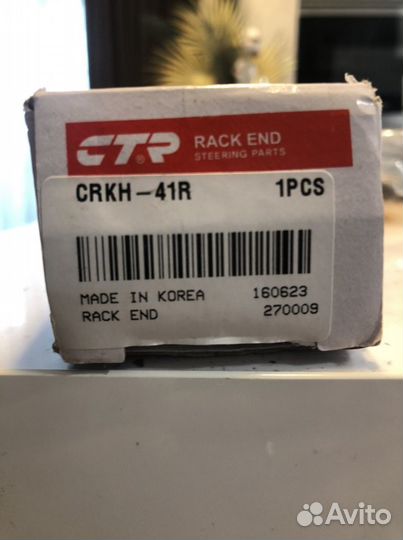 CTR® RACK END
STEERING PARTS
CRKH-41R 1PCS
MADE IN KOREA 160623
RACK END 270009
Avito